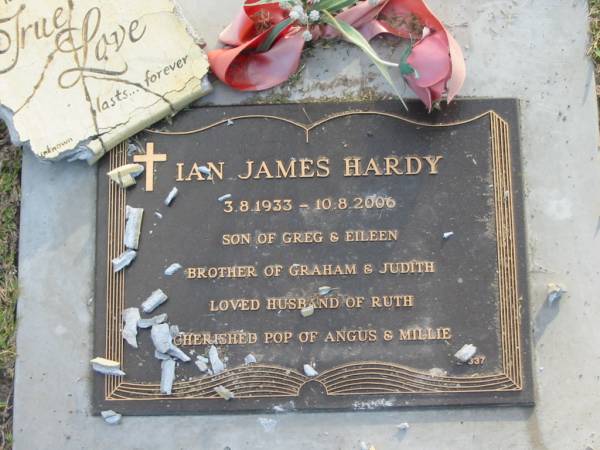 True
Love
lasts... forever
unknown
IAN JAMES HARDY
3.8.1933 – 10.8.2006
SON OF GREG & EILEEN
BROTHER OF GRAHAM & JUDITH
LOVED HUSBAND OF RUTH
CHERISHED POP OF ANGUS & MILLIE